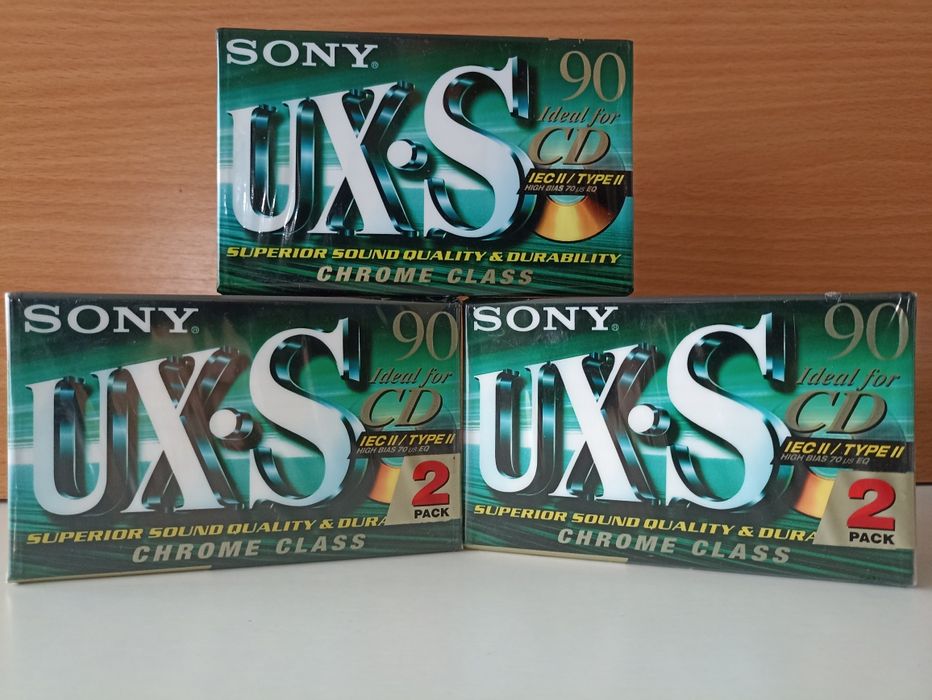 SONY®
90
UX·S
Ideal for
CD
IEC II / TYPE II
HIGH BIAS 70 µs EQ
SUPERIOR SOUND QUALITY & DURABILITY
CHROME CLASS
SONY®
90
UX·S
Ideal for
CD
IEC II / TYPE II
HIGH BIAS 70 µs EQ
2
PACK
SUPERIOR SOUND QUALITY & DURA
CHROME CLASS
SONY®
90
UX·S
Ideal for
CD
IEC II / TYPE II
HIGH BIAS 70 µs EQ
2
PACK
SUPERIOR SOUND QUALITY & DURA
CHROME CLASS